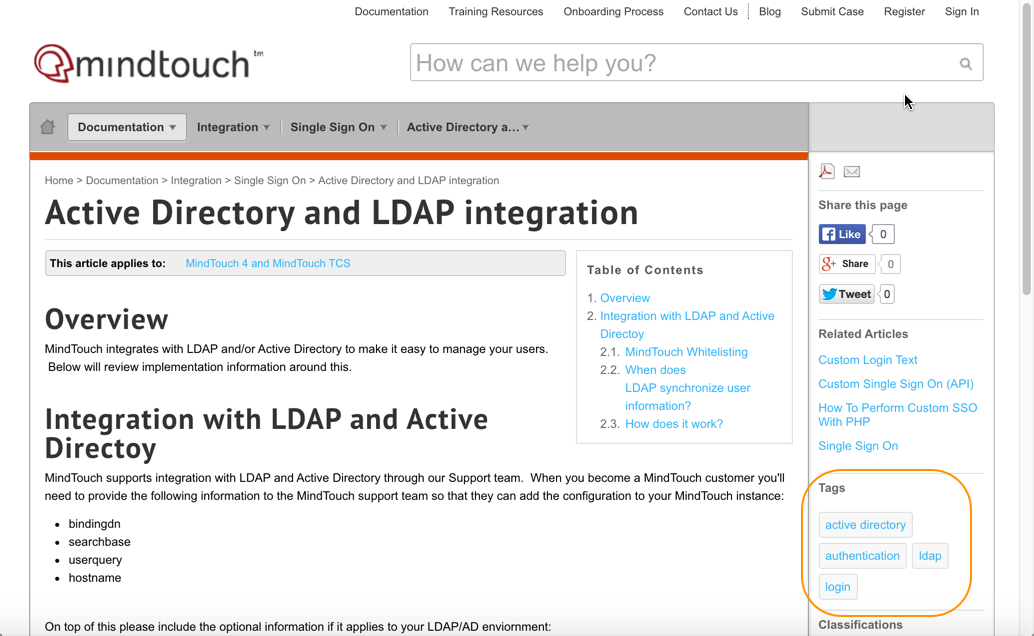 Documentation Training Resources Onboarding Process Contact Us Blog Submit Case Register Sign In
mindtouch™
How can we help you?
Documentation Integration Single Sign On Active Directory a...
Home > Documentation > Integration > Single Sign On > Active Directory and LDAP integration
Active Directory and LDAP integration
This article applies to: MindTouch 4 and MindTouch TCS
Overview
MindTouch integrates with LDAP and/or Active Directory to make it easy to manage your users.
Below will review implementation information around this.
Table of Contents
1. Overview
2. Integration with LDAP and Active
Directoy
2.1. MindTouch Whitelisting
2.2. When does
LDAP synchronize user
information?
2.3. How does it work?
Integration with LDAP and Active
Directoy
MindTouch supports integration with LDAP and Active Directory through our Support team. When you become a MindTouch customer you'll
need to provide the following information to the MindTouch support team so that they can add the configuration to your MindTouch instance:
• bindingdn
• searchbase
• userquery
• hostname
On top of this please include the optional information if it applies to your LDAP/AD enviornment:
Share this page
Like 0
Share 0
Tweet 0
Related Articles
Custom Login Text
Custom Single Sign On (API)
How To Perform Custom SSO
With PHP
Single Sign On
Tags
active directory
authentication ldap
login
Classifications